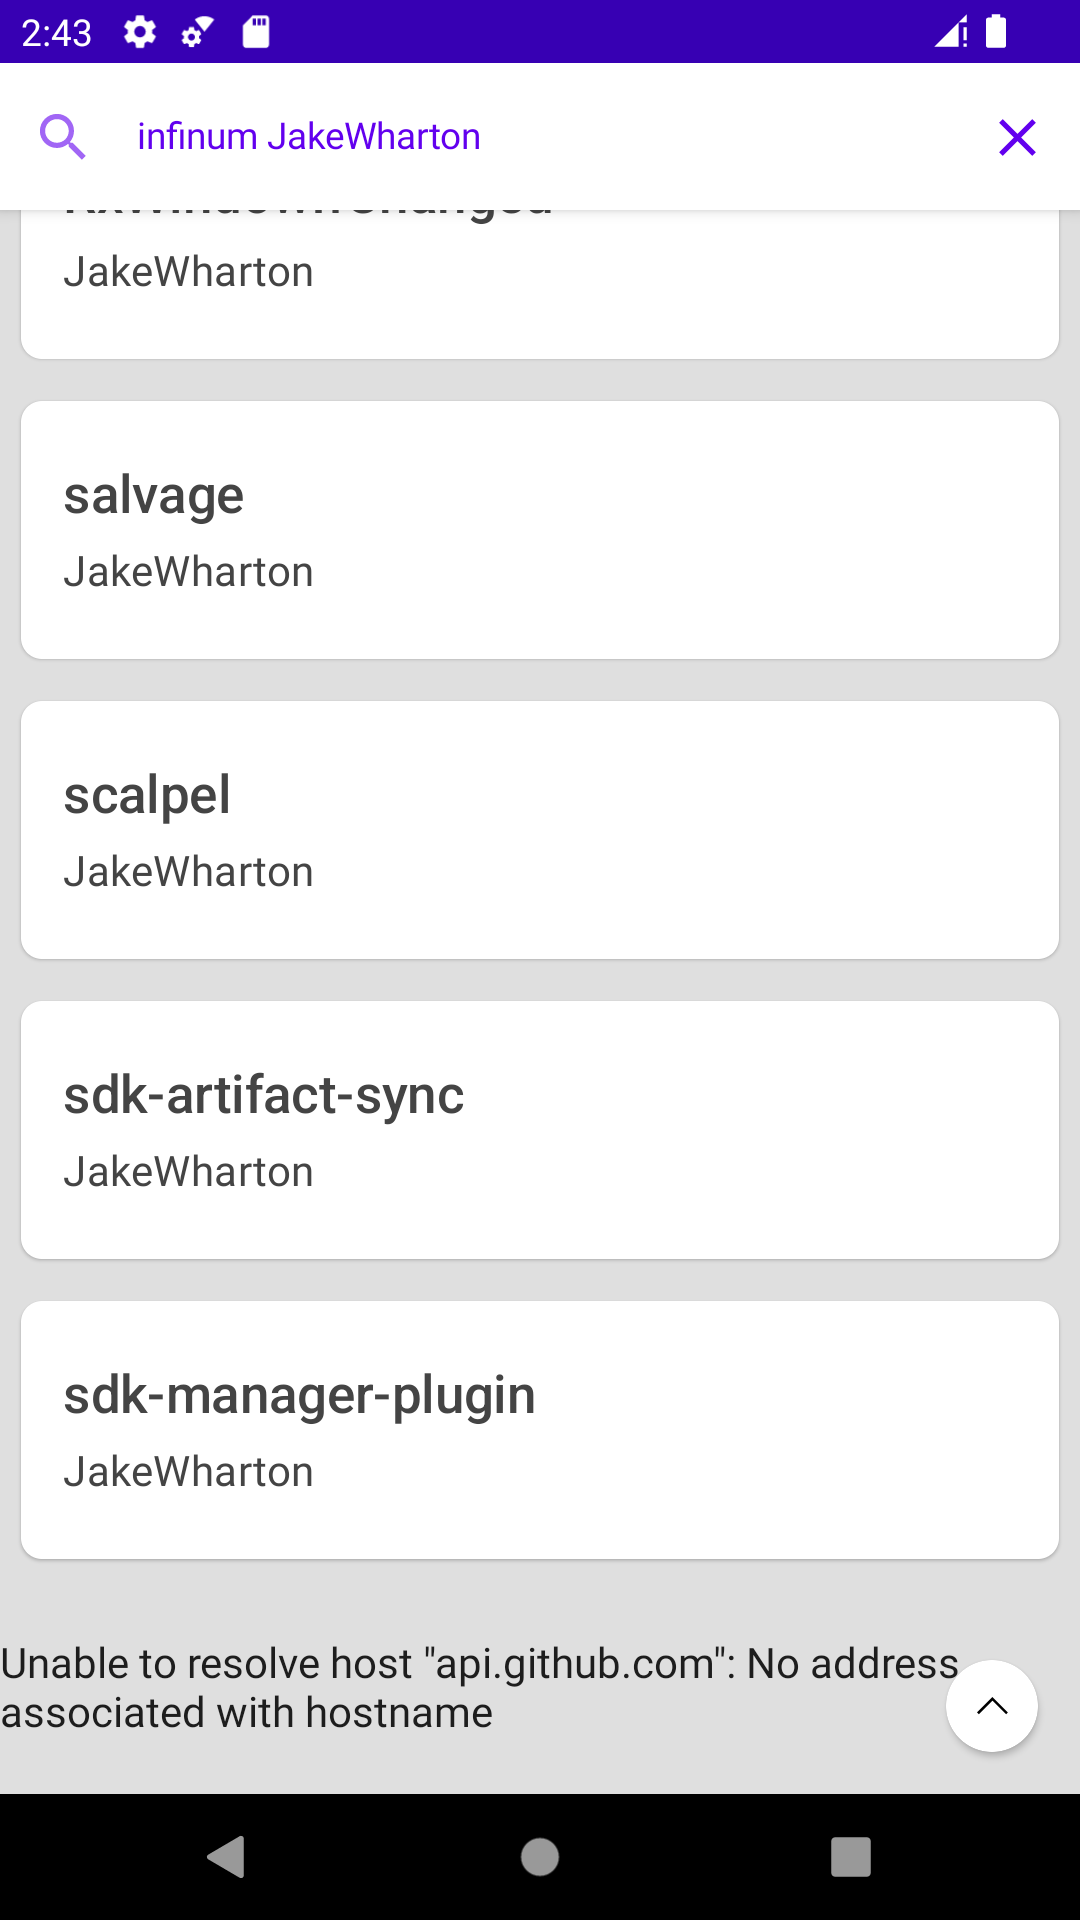 2:43
infinum JakeWharton
JakeWharton
salvage
JakeWharton
scalpel
JakeWharton
sdk-artifact-sync
JakeWharton
sdk-manager-plugin
JakeWharton
Unable to resolve host "api.github.com": No address
associated with hostname